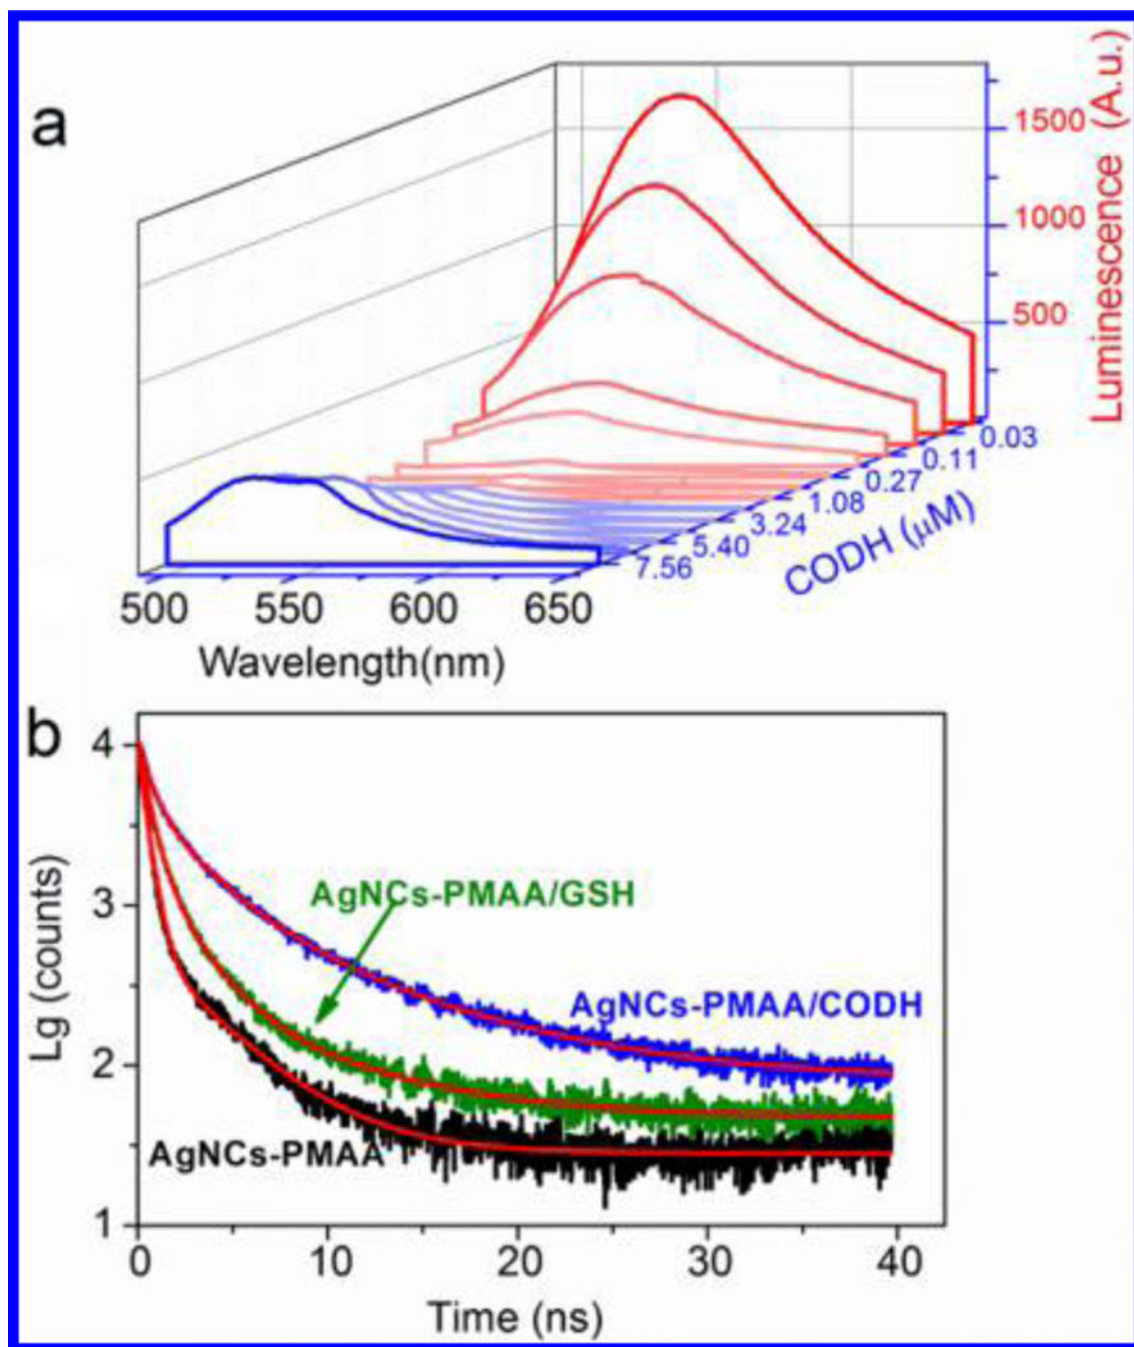 a
1500
1000
500
Luminescence (A.u.)
0.03
0.11
0.27
1.08
3.24
5.40
7.56
CODH (μM)
500 550 600 650
Wavelength(nm)
b
4
3
2
1
Lg (counts)
AgNCs-PMAA/GSH
AgNCs-PMAA/CODH
AgNCs-PMAA
0 10 20 30 40
Time (ns)